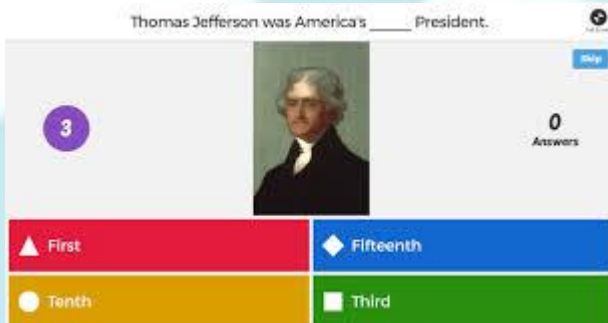 Thomas Jefferson was America's _____ President.
Skip
3
0
Answers
First
Fifteenth
Tenth
Third